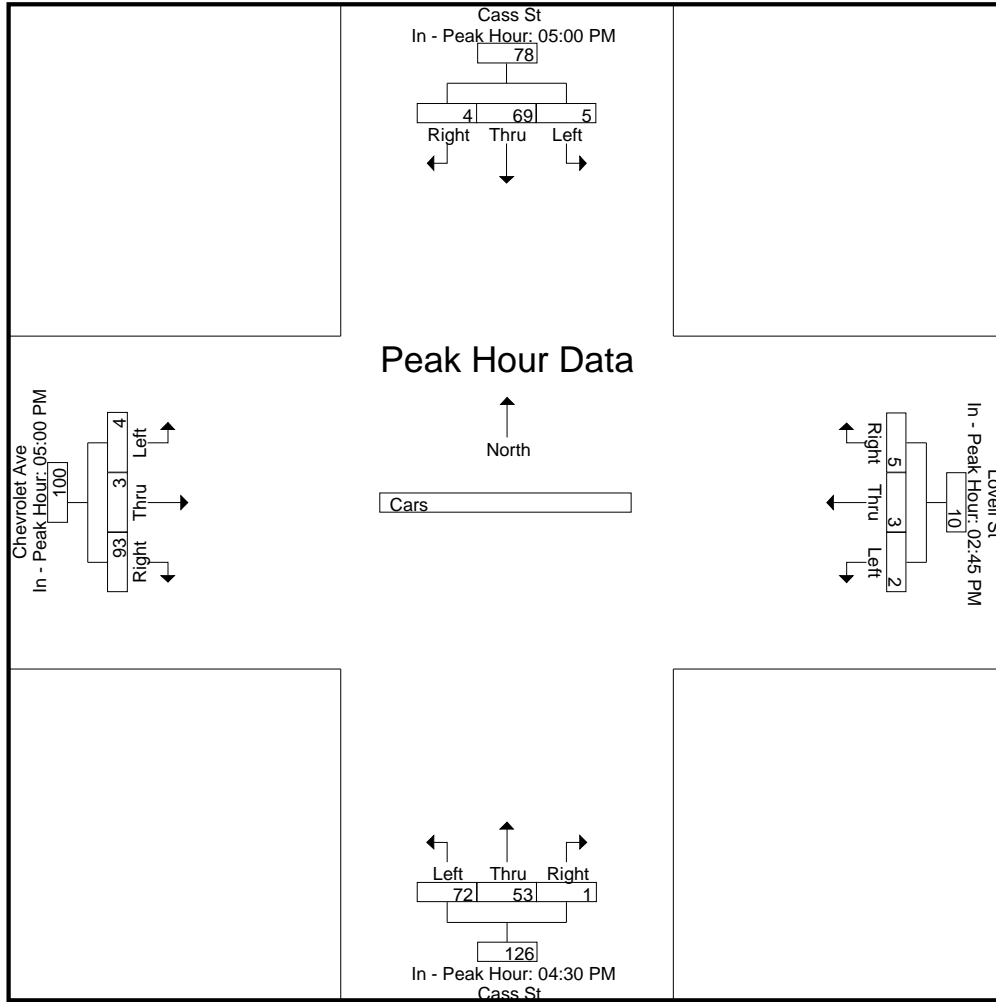 Cass St
In - Peak Hour: 05:00 PM
78
4 69 5
Right Thru Left
Peak Hour Data
North
Cars
Chevrolet Ave
In - Peak Hour: 05:00 PM
100
4 3 93
Left Thru Right
Lovell St
In - Peak Hour: 02:45 PM
10
5 3 2
Right Thru Left
Left Thru Right
72 53 1
126
In - Peak Hour: 04:30 PM
Cass St